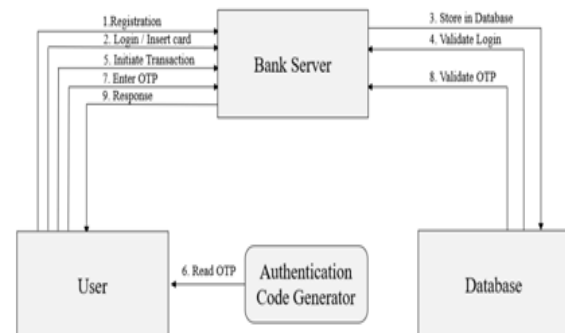 1.Registration
2. Login / Insert card
5. Initiate Transaction
7. Enter OTP
9. Response
Bank Server
3. Store in Database
4. Validate Login
8. Validate OTP
User
6. Read OTP
Authentication
Code Generator
Database